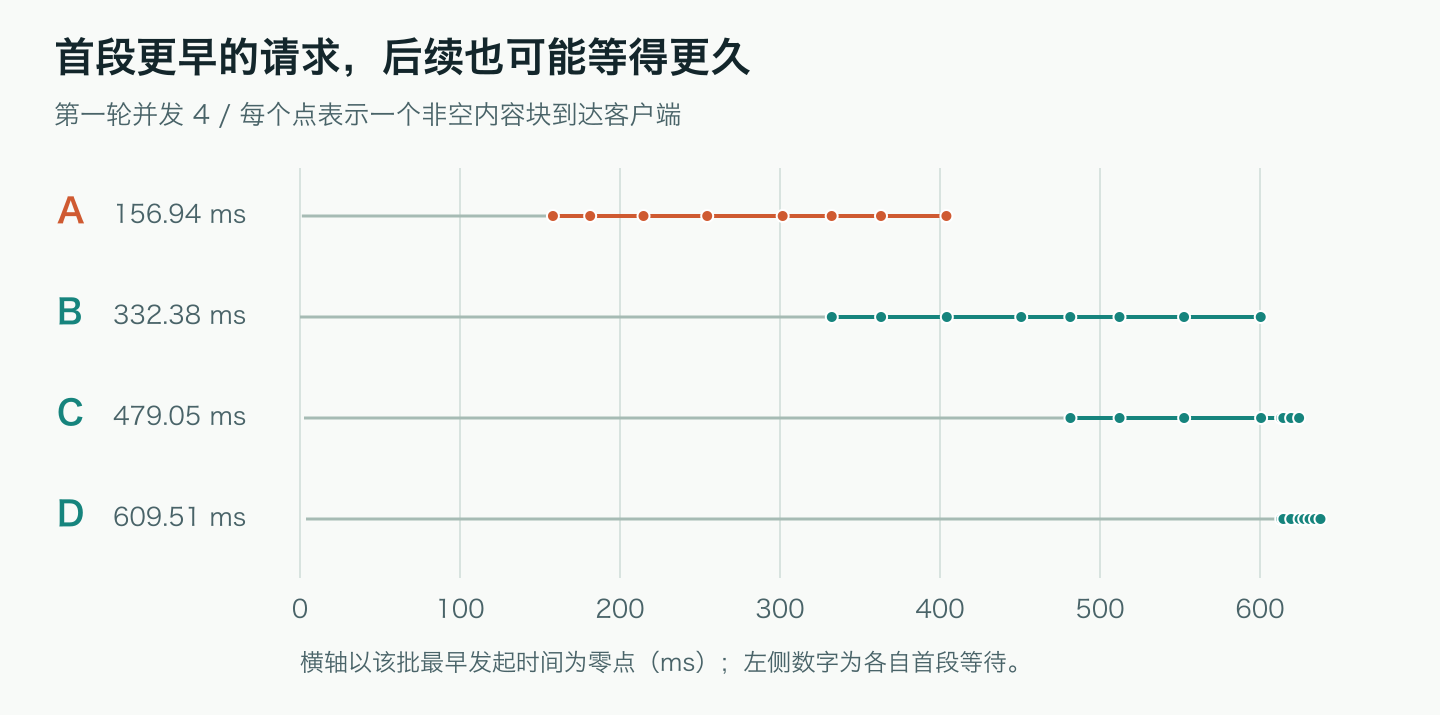 首段更早的请求，后续也可能等得更久
第一轮并发 4 / 每个点表示一个非空内容块到达客户端
A 156.94 ms
B 332.38 ms
C 479.05 ms
D 609.51 ms
0 100 200 300 400 500 600
横轴以该批最早发起时间为零点（ms）；左侧数字为各自首段等待。